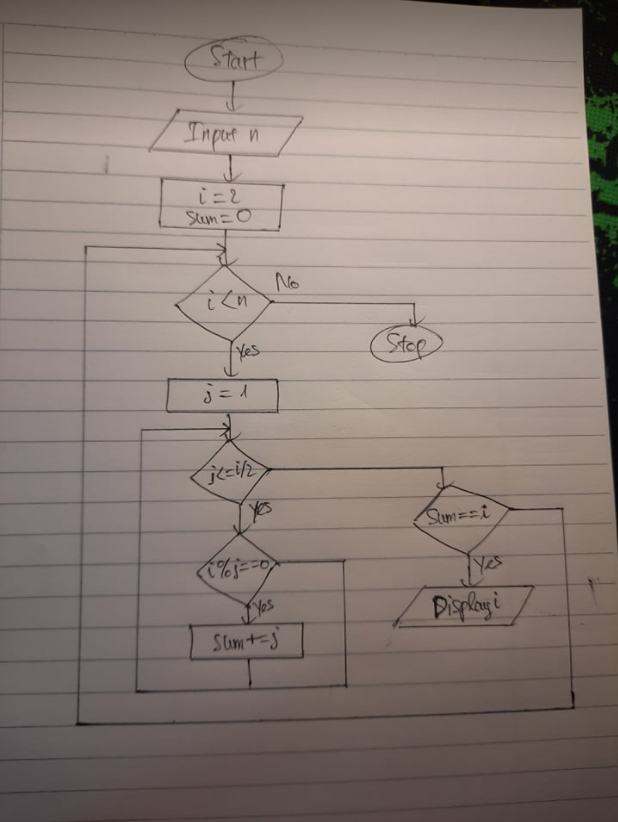 Start
Input n
i=2
sum=0
i<n
No
Yes
Stop
j=1
j<=i/2
Yes
Sum==i
Yes
i%j==0
Yes
Display i
sum+=j